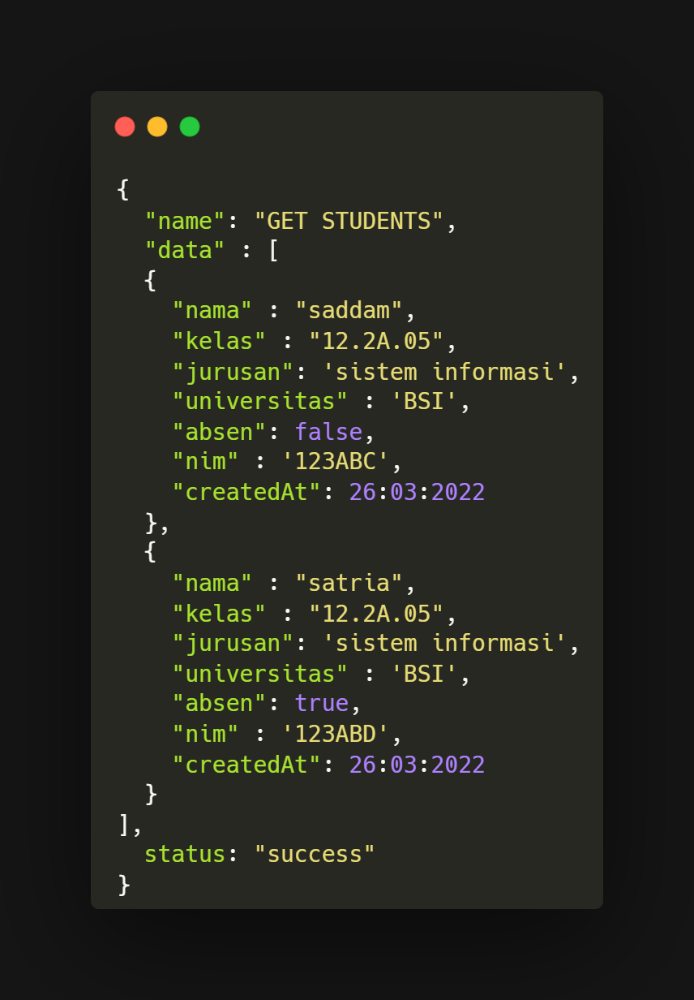 {
  "name": "GET STUDENTS",
  "data" : [
  {
    "nama" : "saddam",
    "kelas" : "12.2A.05",
    "jurusan": 'sistem informasi',
    "universitas" : 'BSI',
    "absen": false,
    "nim" : '123ABC',
    "createdAt": 26:03:2022
  },
  {
    "nama" : "satria",
    "kelas" : "12.2A.05",
    "jurusan": 'sistem informasi',
    "universitas" : 'BSI',
    "absen": true,
    "nim" : '123ABD',
    "createdAt": 26:03:2022
  }
],
  status: "success"
}